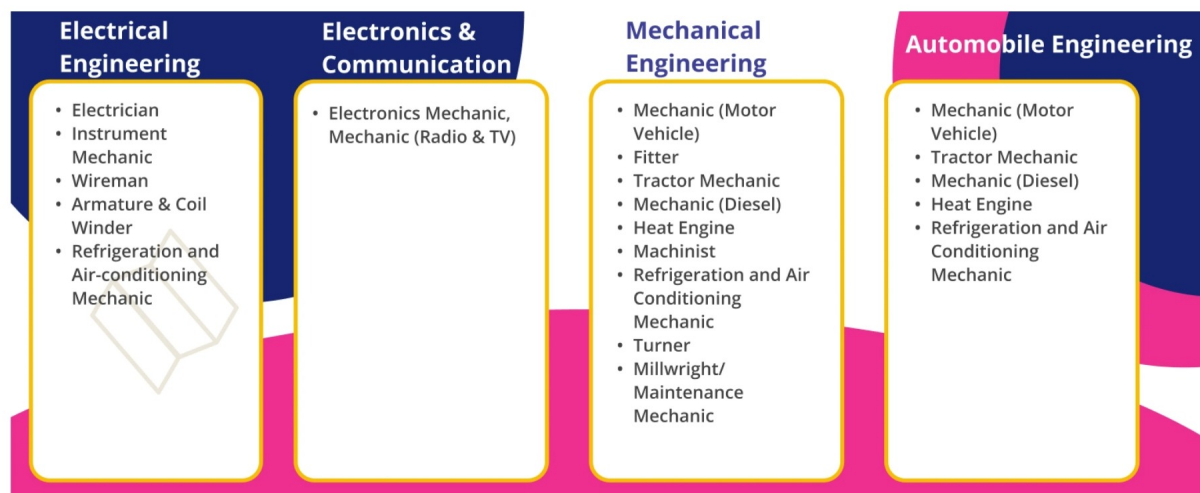 Electrical
Engineering
• Electrician
• Instrument
Mechanic
• Wireman
• Armature & Coil
Winder
• Refrigeration and
Air-conditioning
Mechanic
Electronics &
Communication
• Electronics Mechanic,
Mechanic (Radio & TV)
Mechanical
Engineering
• Mechanic (Motor
Vehicle)
• Fitter
• Tractor Mechanic
• Mechanic (Diesel)
• Heat Engine
• Machinist
• Refrigeration and Air
Conditioning
Mechanic
• Turner
• Millwright/
Maintenance
Mechanic
Automobile Engineering
• Mechanic (Motor
Vehicle)
• Tractor Mechanic
• Mechanic (Diesel)
• Heat Engine
• Refrigeration and Air
Conditioning
Mechanic